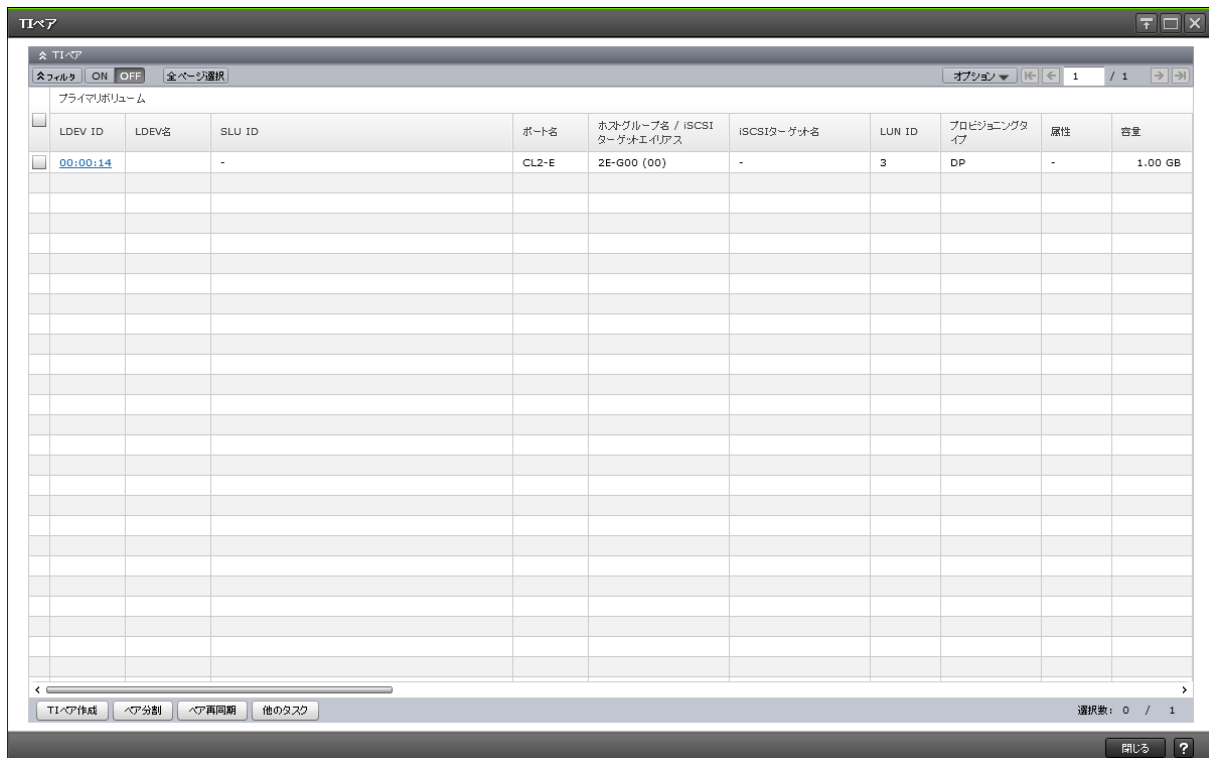 TIペア
TIペア
フィルタ ON OFF 全ページ選択 オプション 1 / 1
プライマリボリューム
LDEV ID LDEV名 SLU ID ポート名 ホストグループ名 / iSCSI ターゲットエイリアス iSCSIターゲット名 LUN ID プロビジョニングタイプ 属性 容量
00:00:14 - CL2-E 2E-G00 (00) - 3 DP - 1.00 GB
TIペア作成 ペア分割 ペア再同期 他のタスク 選択数: 0 / 1
閉じる ?